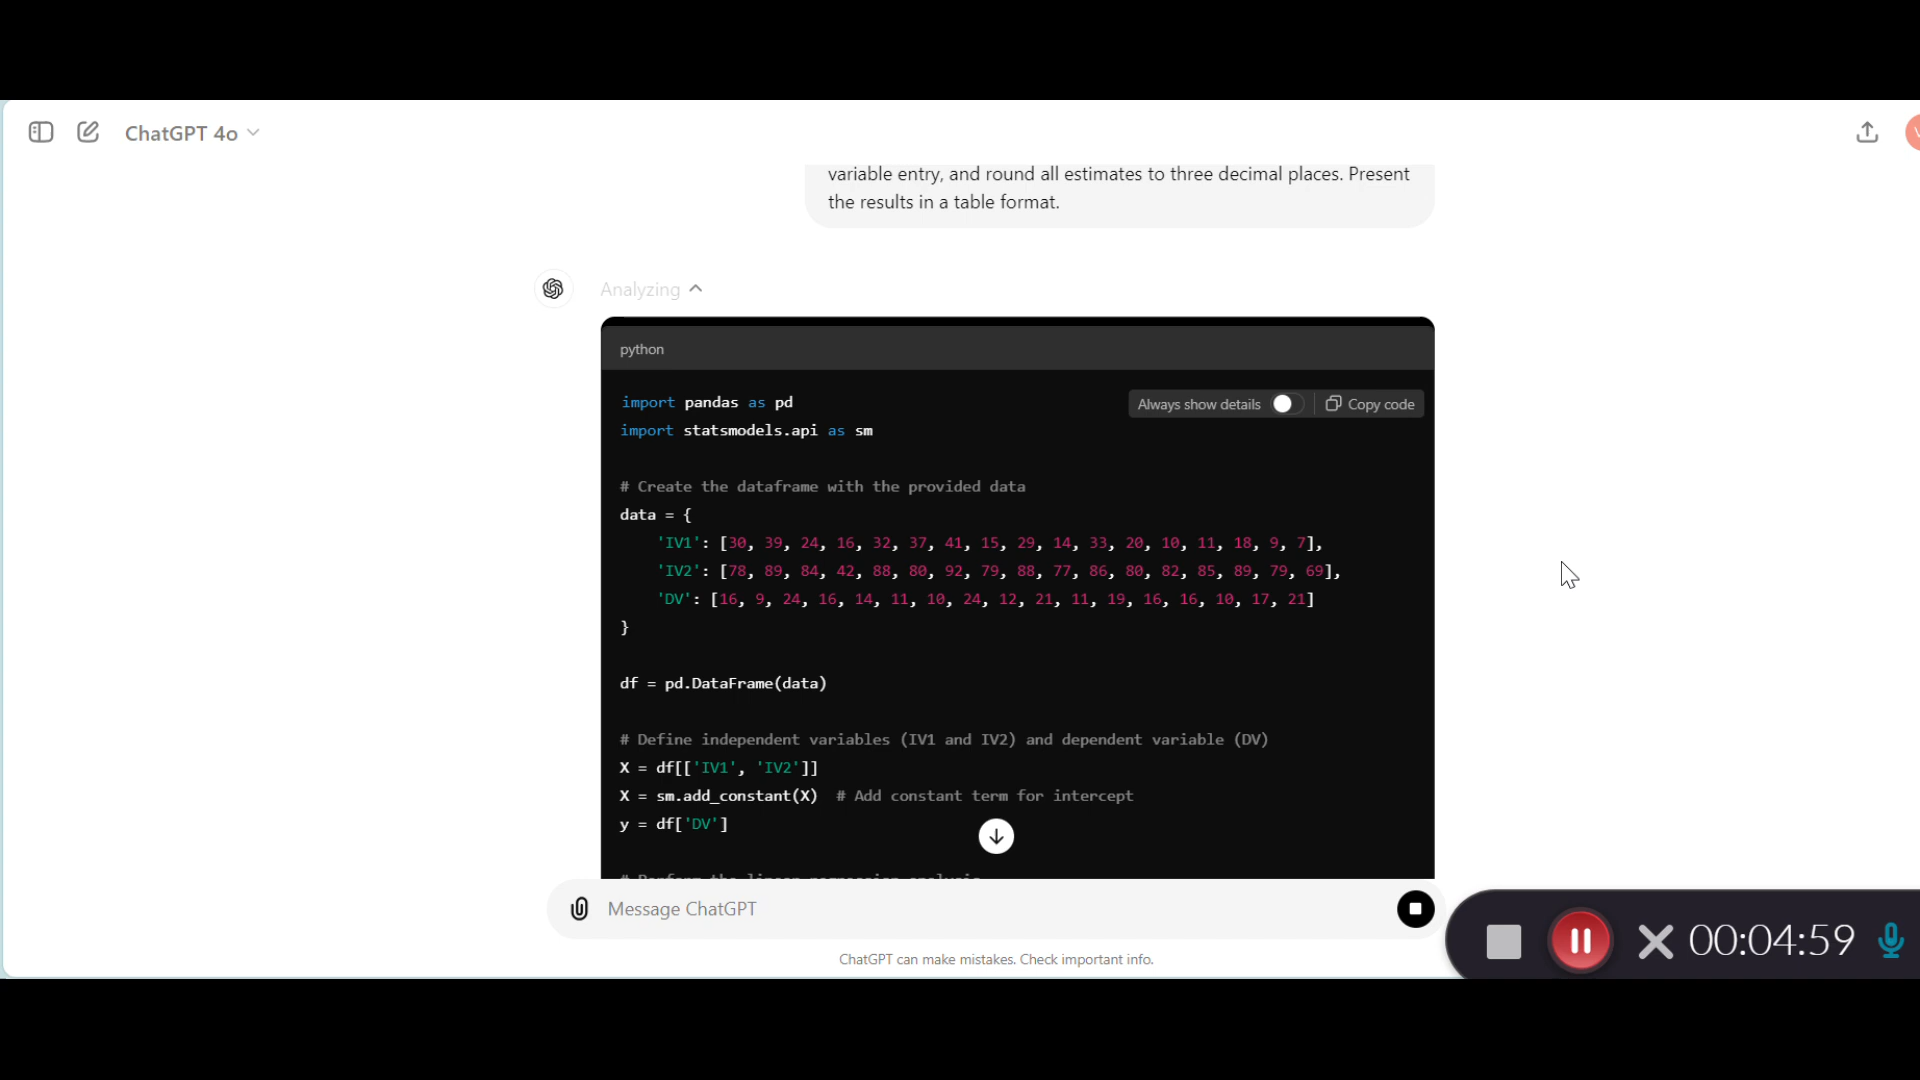 ChatGPT 4o
variable entry, and round all estimates to three decimal places. Present
the results in a table format.
Analyzing
python
Always show details
Copy code
import pandas as pd
import statsmodels.api as sm
# Create the dataframe with the provided data
data = {
'IV1': [30, 39, 24, 16, 32, 37, 41, 15, 29, 14, 33, 20, 10, 11, 18, 9, 7],
'IV2': [78, 89, 84, 42, 88, 80, 92, 79, 88, 77, 86, 80, 82, 85, 89, 79, 69],
'DV': [16, 9, 24, 16, 14, 11, 10, 24, 12, 21, 11, 19, 16, 16, 10, 17, 21]
}
df = pd.DataFrame(data)
# Define independent variables (IV1 and IV2) and dependent variable (DV)
X = df[['IV1', 'IV2']]
X = sm.add_constant(X) # Add constant term for intercept
y = df['DV']
# Perform the linear regression analysis
Message ChatGPT
ChatGPT can make mistakes. Check important info.
00:04:59